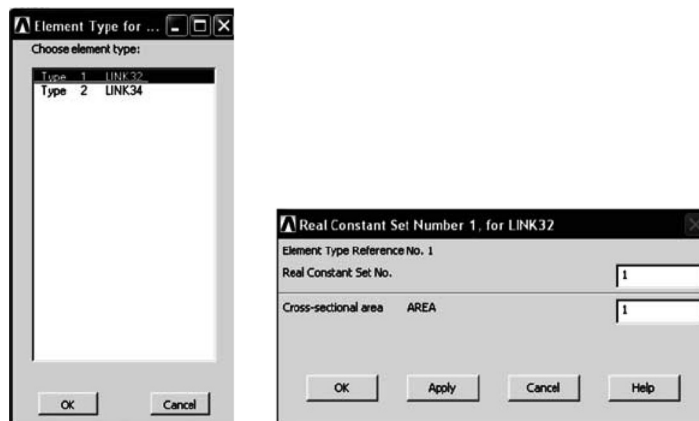 Element Type for ...
Choose element type:
Type 1 LINK32
Type 2 LINK34
OK Cancel
Real Constant Set Number 1, for LINK32
Element Type Reference No. 1
Real Constant Set No. 1
Cross-sectional area AREA 1
OK Apply Cancel Help